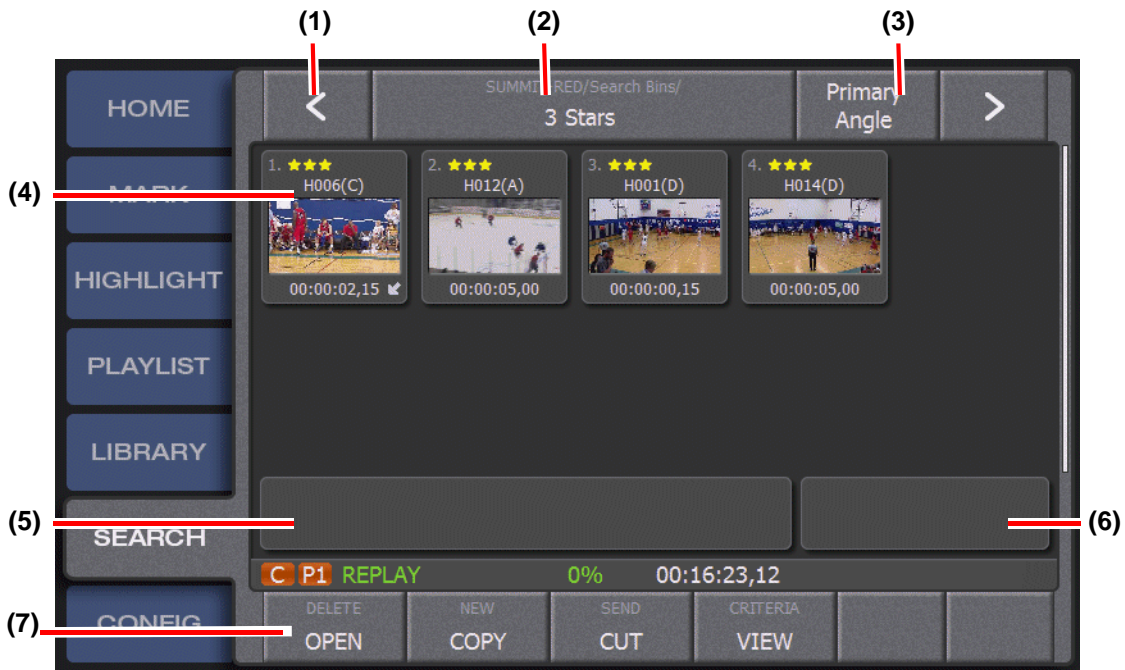 (1)
(2)
(3)
HOME
SUMMIT RED/Search Bins/
3 Stars
Primary
Angle
(4)
MARK
1.
H006(C)
00:00:02,15
2.
H012(A)
00:00:05,00
3.
H001(D)
00:00:00,15
4.
H014(D)
00:00:05,00
HIGHLIGHT
PLAYLIST
LIBRARY
(5)
SEARCH
(6)
C P1 REPLAY 0% 00:16:23,12
(7)
CONFIG
DELETE
OPEN
NEW
COPY
SEND
CUT
CRITERIA
VIEW